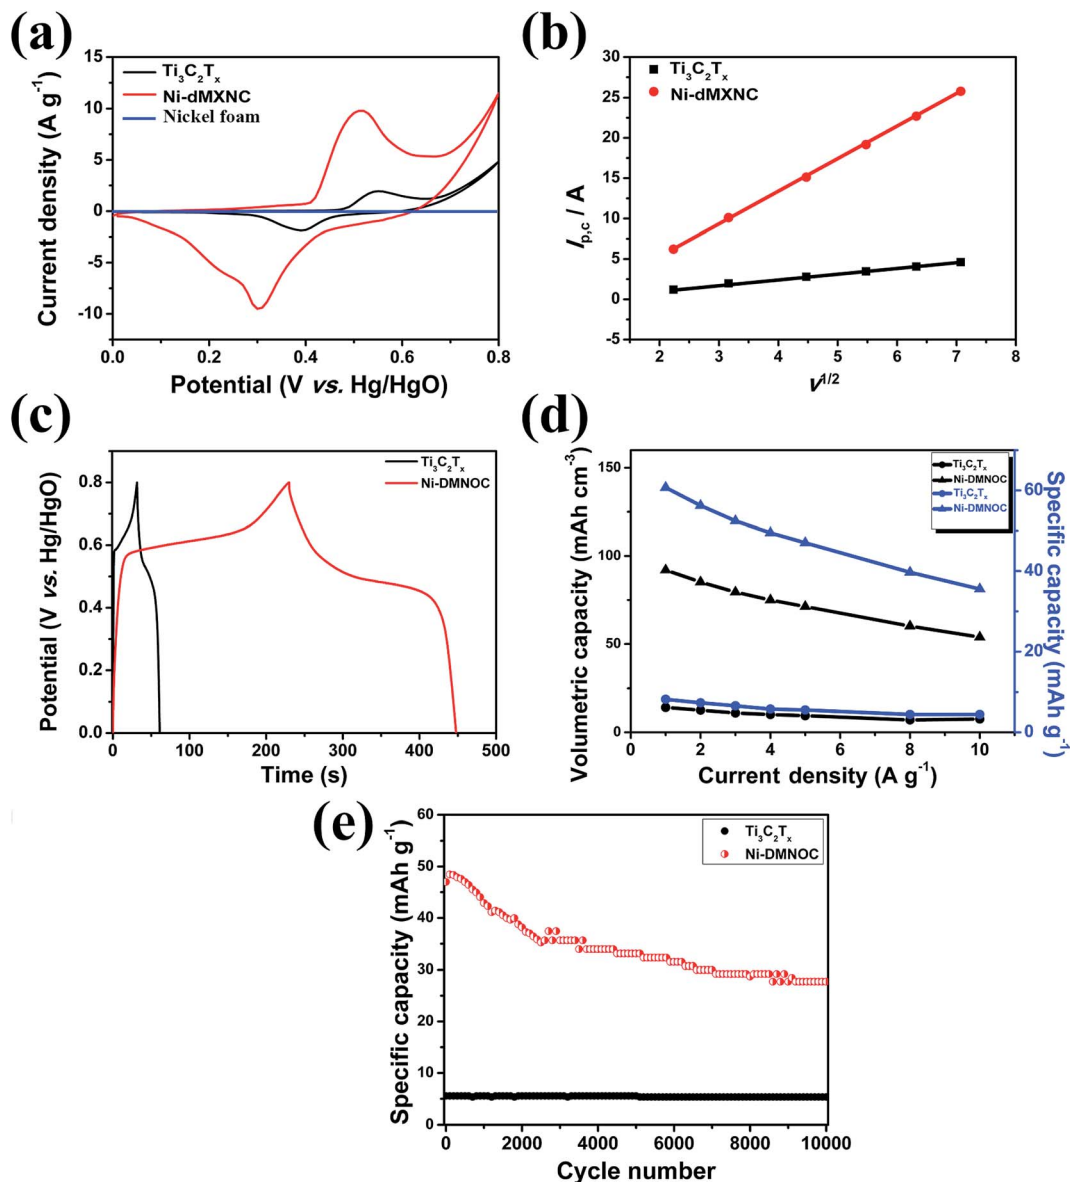 (a)
15
10
5
0
-5
-10
Current density (A g⁻¹)
Ti₃C₂Tₓ
Ni-dMXNC
Nickel foam
0.0 0.2 0.4 0.6 0.8
Potential (V vs. Hg/HgO)
(b)
30
25
20
15
10
5
0
-5
I p,c / A
Ti₃C₂Tₓ
Ni-dMXNC
2 3 4 5 6 7 8
ν1/2
(c)
0.8
0.6
0.4
0.2
0.0
Potential (V vs. Hg/HgO)
Ti₃C₂Tₓ
Ni-DMNOC
0 100 200 300 400 500
Time (s)
(d)
150
100
50
0
Volumetric capacity (mAh cm⁻³)
Ti₃C₂Tₓ
Ni-DMNOC
Ti₃C₂Tₓ
Ni-DMNOC
60
40
20
0
Specific capacity (mAh g⁻¹)
0 2 4 6 8 10
Current density (A g⁻¹)
(e)
60
50
40
30
20
10
0
Specific capacity (mAh g⁻¹)
Ti₃C₂Tₓ
Ni-DMNOC
0 2000 4000 6000 8000 10000
Cycle number